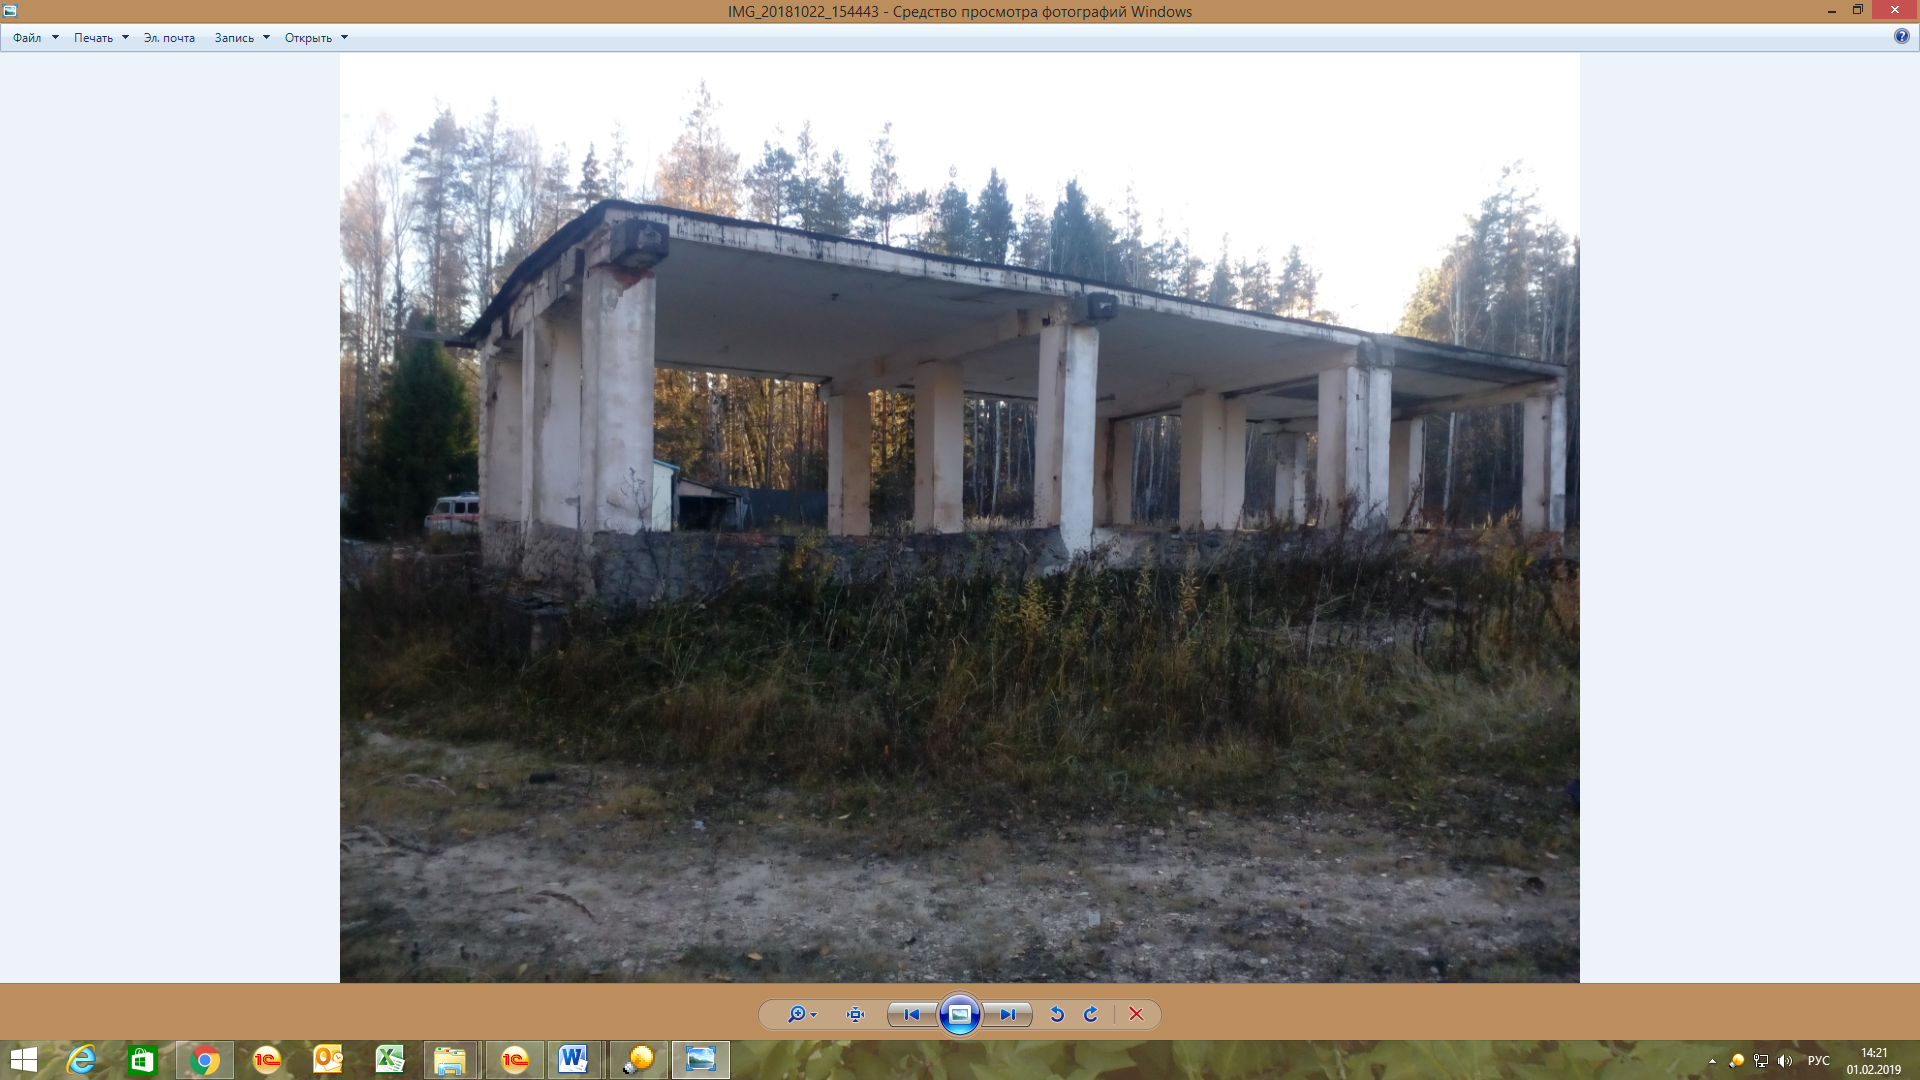 IMG_20181022_154443 - Средство просмотра фотографий Windows
Файл Печать Эл. почта Запись Открыть
РУС
14:21
01.02.2019